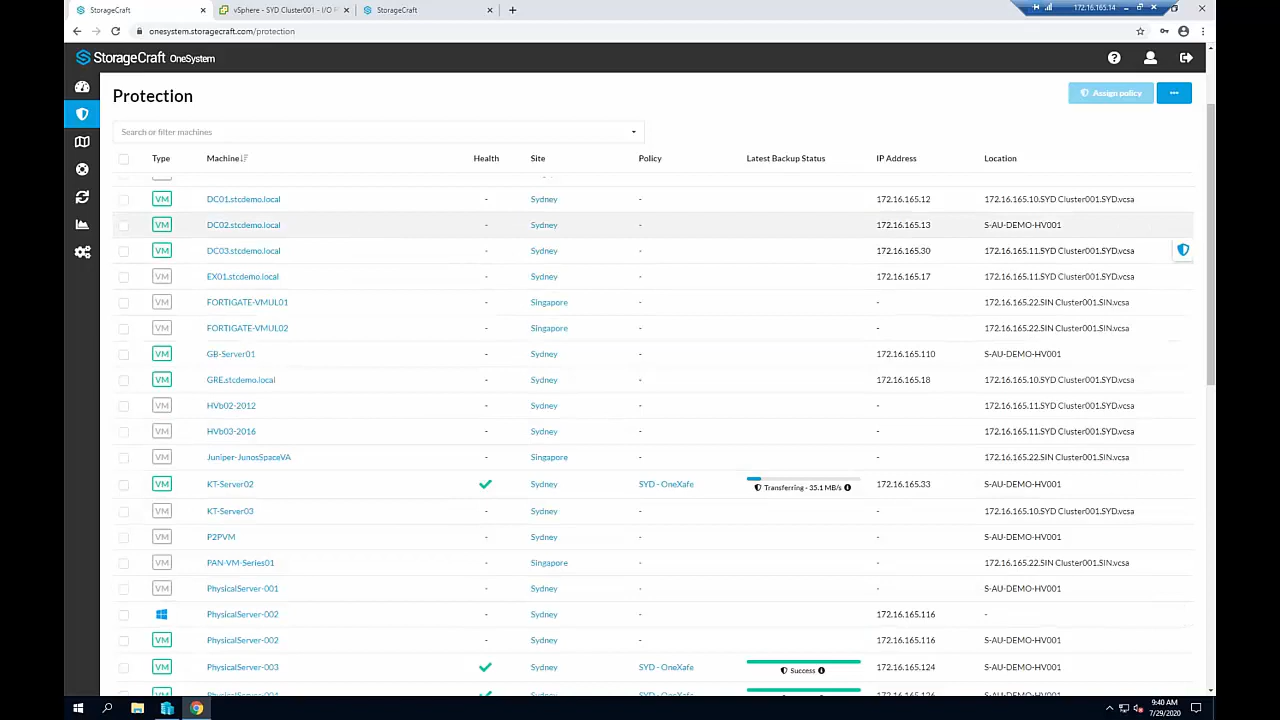 StorageCraft
vSphere - SYD Cluster001 - I/O
StorageCraft
172.16.165.14
onesystem.storagecraft.com/protection
StorageCraft OneSystem
Protection
Assign policy
Search or filter machines
Type Machine Health Site Policy Latest Backup Status IP Address Location
VM DC01.stcdemo.local - Sydney - 172.16.165.12 172.16.165.10.SYD Cluster001.SYD.vcsa
VM DC02.stcdemo.local - Sydney - 172.16.165.13 S-AU-DEMO-HV001
VM DC03.stcdemo.local - Sydney - 172.16.165.30 172.16.165.11.SYD Cluster001.SYD.vcsa
VM EX01.stcdemo.local - Sydney - 172.16.165.17 172.16.165.11.SYD Cluster001.SYD.vcsa
VM FORTIGATE-VMUL01 - Singapore - - 172.16.165.22.SIN Cluster001.SIN.vcsa
VM FORTIGATE-VMUL02 - Singapore - - 172.16.165.22.SIN Cluster001.SIN.vcsa
VM GB-Server01 - Sydney - 172.16.165.110 S-AU-DEMO-HV001
VM GRE.stcdemo.local - Sydney - 172.16.165.18 172.16.165.10.SYD Cluster001.SYD.vcsa
VM HVb02-2012 - Sydney - - 172.16.165.11.SYD Cluster001.SYD.vcsa
VM HVb03-2016 - Sydney - - 172.16.165.11.SYD Cluster001.SYD.vcsa
VM Juniper-JunosSpaceVA - Singapore - - 172.16.165.22.SIN Cluster001.SIN.vcsa
VM KT-Server02 Sydney SYD - OneXafe Transferring - 35.1 MB/s 172.16.165.33 S-AU-DEMO-HV001
VM KT-Server03 - Sydney - - 172.16.165.10.SYD Cluster001.SYD.vcsa
VM P2PVM - Sydney - - S-AU-DEMO-HV001
VM PAN-VM-Series01 - Singapore - - 172.16.165.22.SIN Cluster001.SIN.vcsa
VM PhysicalServer-001 - Sydney - - S-AU-DEMO-HV001
PhysicalServer-002 - Sydney - 172.16.165.116 -
VM PhysicalServer-002 - Sydney - 172.16.165.116 S-AU-DEMO-HV001
VM PhysicalServer-003 Sydney SYD - OneXafe Success 172.16.165.124 S-AU-DEMO-HV001
VM Sydney SYD - OneXafe S-AU-DEMO-HV001
9:40 AM
7/29/2020